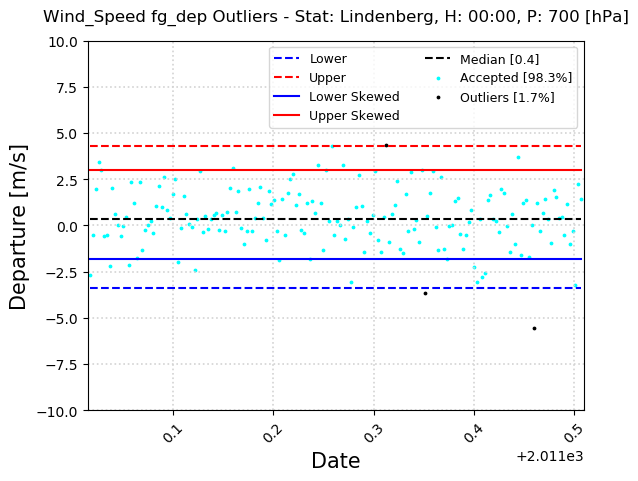 Wind_Speed fg_dep Outliers - Stat: Lindenberg, H: 00:00, P: 700 [hPa]
Lower
Upper
Lower Skewed
Upper Skewed
Median [0.4]
Accepted [98.3%]
Outliers [1.7%]
Departure [m/s]
10.0
7.5
5.0
2.5
0.0
−2.5
−5.0
−7.5
−10.0
0.1
0.2
0.3
0.4
0.5
+2.011e3
Date